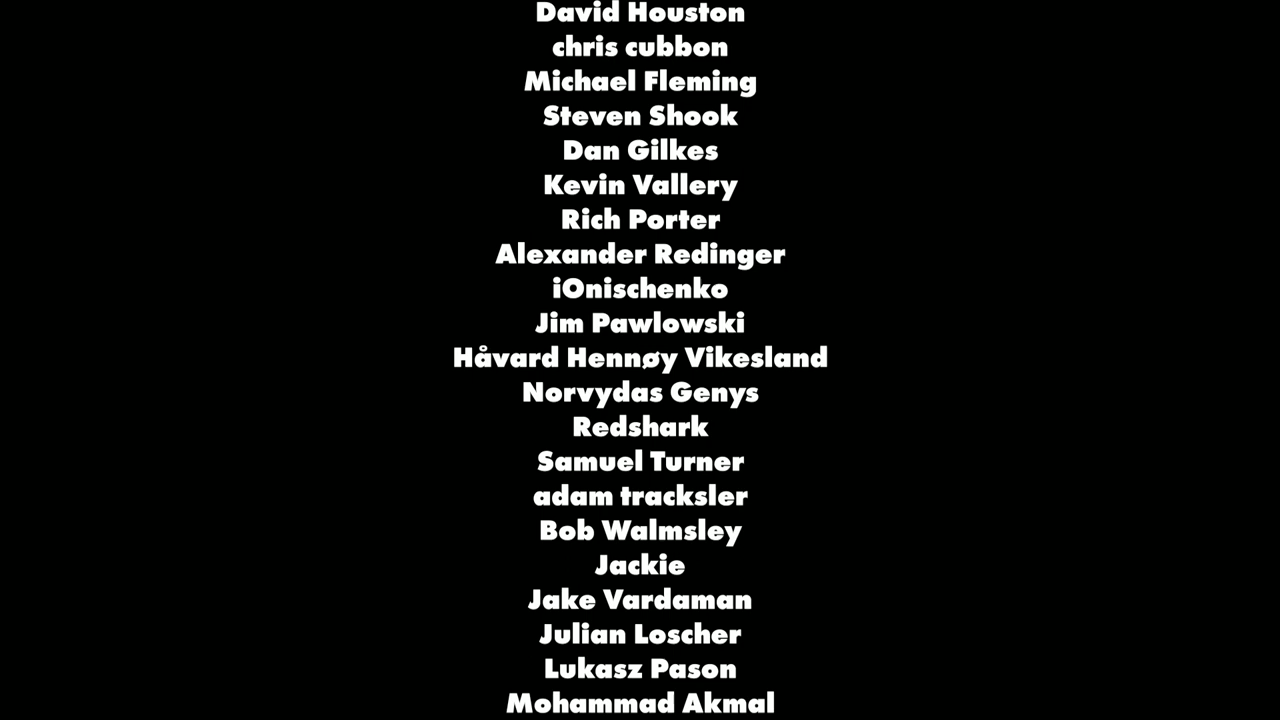 David Houston
chris cubbon
Michael Fleming
Steven Shook
Dan Gilkes
Kevin Vallery
Rich Porter
Alexander Redinger
iOnischenko
Jim Pawlowski
Håvard Hennøy Vikesland
Norvydas Genys
Redshark
Samuel Turner
adam tracksler
Bob Walmsley
Jackie
Jake Vardaman
Julian Loscher
Lukasz Pason
Mohammad Akmal